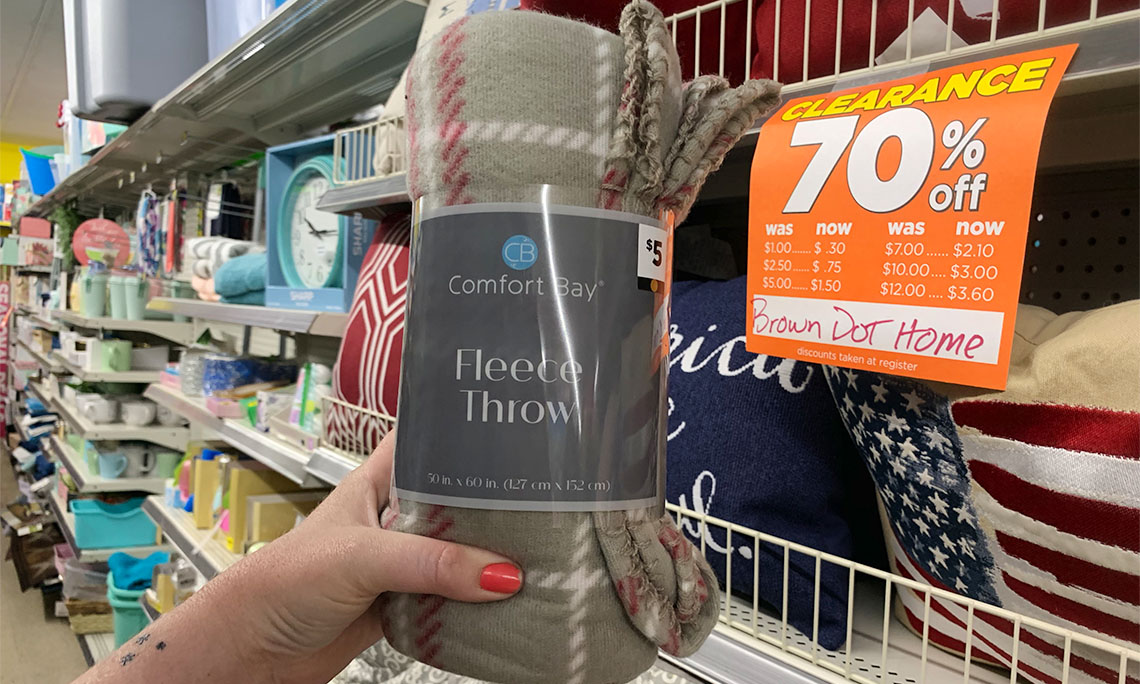 CB
Comfort Bay®
Fleece
Throw
50 in. x 60 in. (127 cm x 152 cm)
$5
CLEARANCE
70% off
was now was now
$1.00...... $ .30 $7.00...... $2.10
$2.50..... $ .75 $10.00.... $3.00
$5.00......$1.50 $12.00.... $3.60
Brown Dot Home
discounts taken at register
SHARP
SHARP